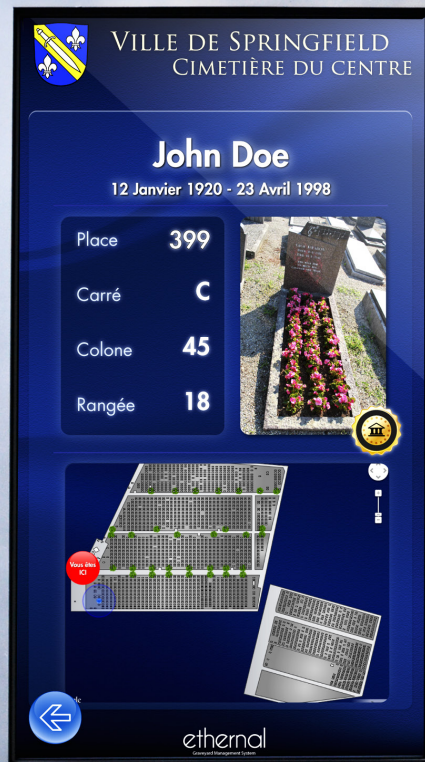 VILLE DE SPRINGFIELD
CIMETIÈRE DU CENTRE
John Doe
12 Janvier 1920 - 23 Avril 1998
Place 399
Carré C
Colone 45
Rangée 18
Vous êtes
ICI
ethernal
Graveyard Management System